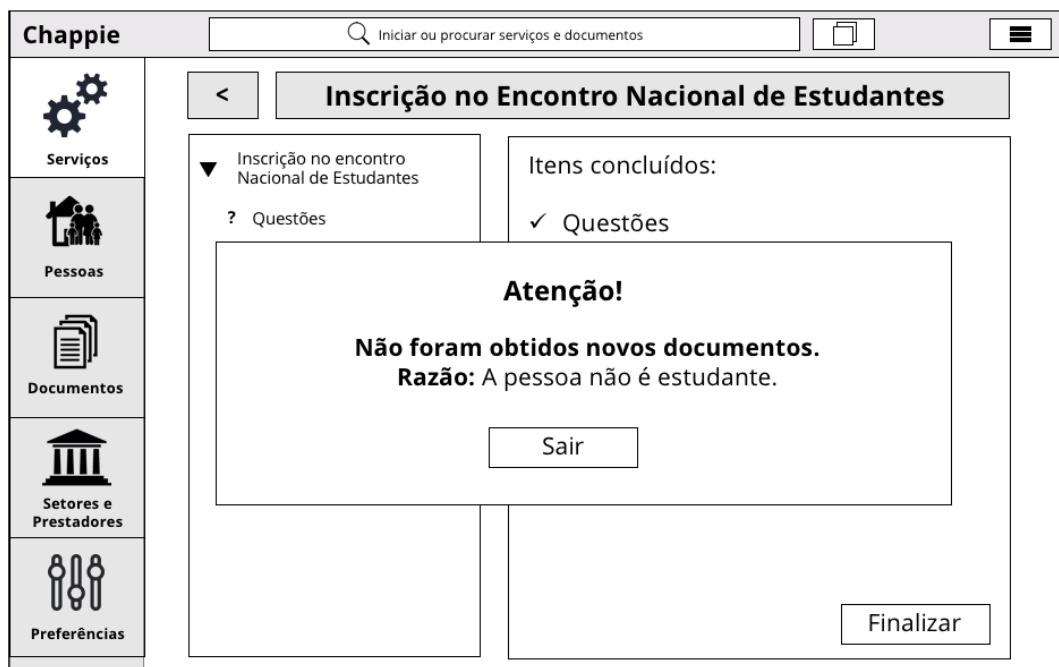 Chappie
Iniciar ou procurar serviços e documentos
Serviços
Pessoas
Documentos
Setores e
Prestadores
Preferências
<
Inscrição no Encontro Nacional de Estudantes
Inscrição no encontro
Nacional de Estudantes
? Questões
Itens concluídos:
✓ Questões
Atenção!
Não foram obtidos novos documentos.
Razão: A pessoa não é estudante.
Sair
Finalizar